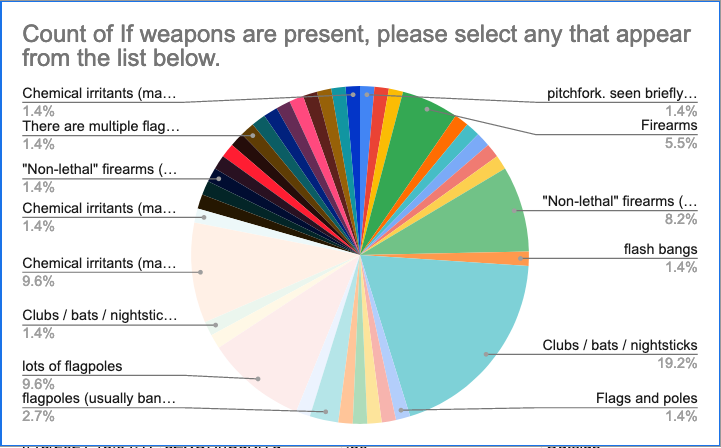 Count of If weapons are present, please select any that appear
from the list below.
Chemical irritants (ma…
1.4%
There are multiple flag…
1.4%
"Non-lethal" firearms (…
1.4%
Chemical irritants (ma…
1.4%
Chemical irritants (ma…
9.6%
Clubs / bats / nightstic…
1.4%
lots of flagpoles
9.6%
flagpoles (usually ban…
2.7%
pitchfork. seen briefly…
1.4%
Firearms
5.5%
"Non-lethal" firearms (…
8.2%
flash bangs
1.4%
Clubs / bats / nightsticks
19.2%
Flags and poles
1.4%